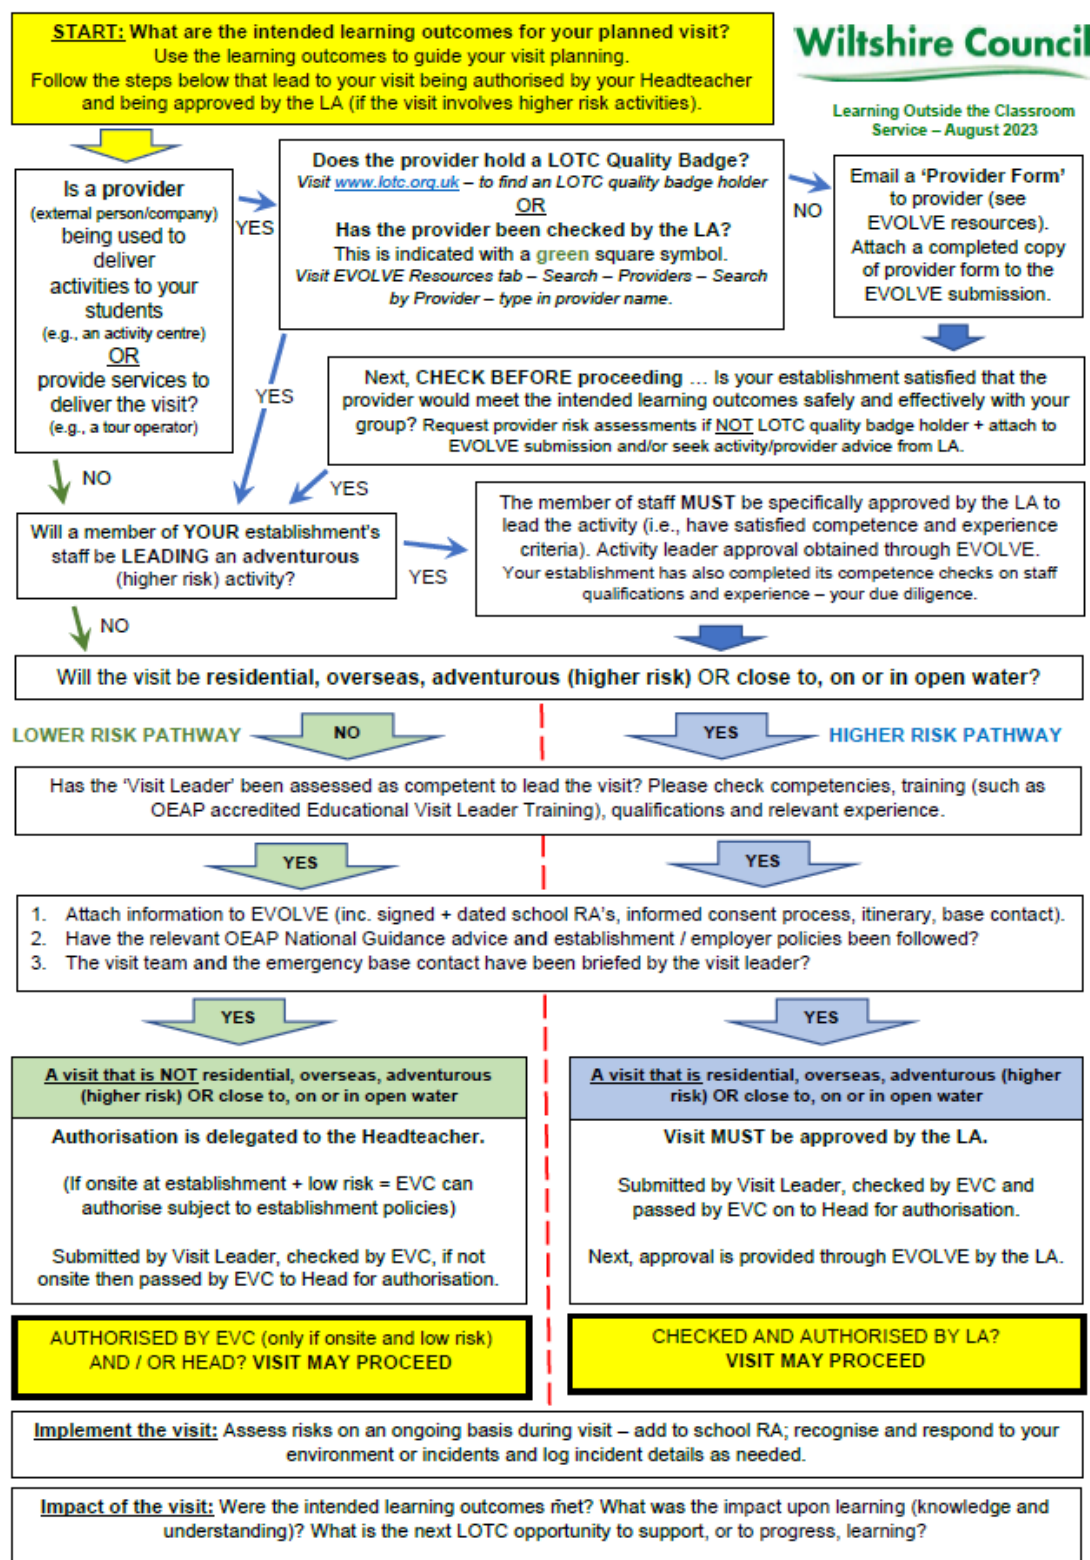 START: What are the intended learning outcomes for your planned visit?
Use the learning outcomes to guide your visit planning.
Follow the steps below that lead to your visit being authorised by your Headteacher
and being approved by the LA (if the visit involves higher risk activities).
Wiltshire Council
Learning Outside the Classroom
Service – August 2023
Is a provider
(external person/company)
being used to
deliver
activities to your
students
(e.g., an activity centre)
OR
provide services to
deliver the visit?
(e.g., a tour operator)
YES
Does the provider hold a LOTC Quality Badge?
Visit www.lotc.org.uk – to find an LOTC quality badge holder
OR
Has the provider been checked by the LA?
This is indicated with a green square symbol.
Visit EVOLVE Resources tab – Search – Providers – Search
by Provider – type in provider name.
NO
Email a ‘Provider Form’
to provider (see
EVOLVE resources).
Attach a completed copy
of provider form to the
EVOLVE submission.
YES
Next, CHECK BEFORE proceeding … Is your establishment satisfied that the
provider would meet the intended learning outcomes safely and effectively with your
group? Request provider risk assessments if NOT LOTC quality badge holder + attach to
EVOLVE submission and/or seek activity/provider advice from LA.
NO
YES
Will a member of YOUR establishment's
staff be LEADING an adventurous
(higher risk) activity?
YES
The member of staff MUST be specifically approved by the LA to
lead the activity (i.e., have satisfied competence and experience
criteria). Activity leader approval obtained through EVOLVE.
Your establishment has also completed its competence checks on staff
qualifications and experience – your due diligence.
NO
Will the visit be residential, overseas, adventurous (higher risk) OR close to, on or in open water?
LOWER RISK PATHWAY
NO
YES
HIGHER RISK PATHWAY
Has the ‘Visit Leader’ been assessed as competent to lead the visit? Please check competencies, training (such as
OEAP accredited Educational Visit Leader Training), qualifications and relevant experience.
YES
YES
1. Attach information to EVOLVE (inc. signed + dated school RA's, informed consent process, itinerary, base contact).
2. Have the relevant OEAP National Guidance advice and establishment / employer policies been followed?
3. The visit team and the emergency base contact have been briefed by the visit leader?
YES
YES
A visit that is NOT residential, overseas, adventurous
(higher risk) OR close to, on or in open water
Authorisation is delegated to the Headteacher.
(If onsite at establishment + low risk = EVC can
authorise subject to establishment policies)
Submitted by Visit Leader, checked by EVC, if not
onsite then passed by EVC to Head for authorisation.
A visit that is residential, overseas, adventurous (higher
risk) OR close to, on or in open water
Visit MUST be approved by the LA.
Submitted by Visit Leader, checked by EVC and
passed by EVC on to Head for authorisation.
Next, approval is provided through EVOLVE by the LA.
AUTHORISED BY EVC (only if onsite and low risk)
AND / OR HEAD? VISIT MAY PROCEED
CHECKED AND AUTHORISED BY LA?
VISIT MAY PROCEED
Implement the visit: Assess risks on an ongoing basis during visit – add to school RA; recognise and respond to your
environment or incidents and log incident details as needed.
Impact of the visit: Were the intended learning outcomes met? What was the impact upon learning (knowledge and
understanding)? What is the next LOTC opportunity to support, or to progress, learning?